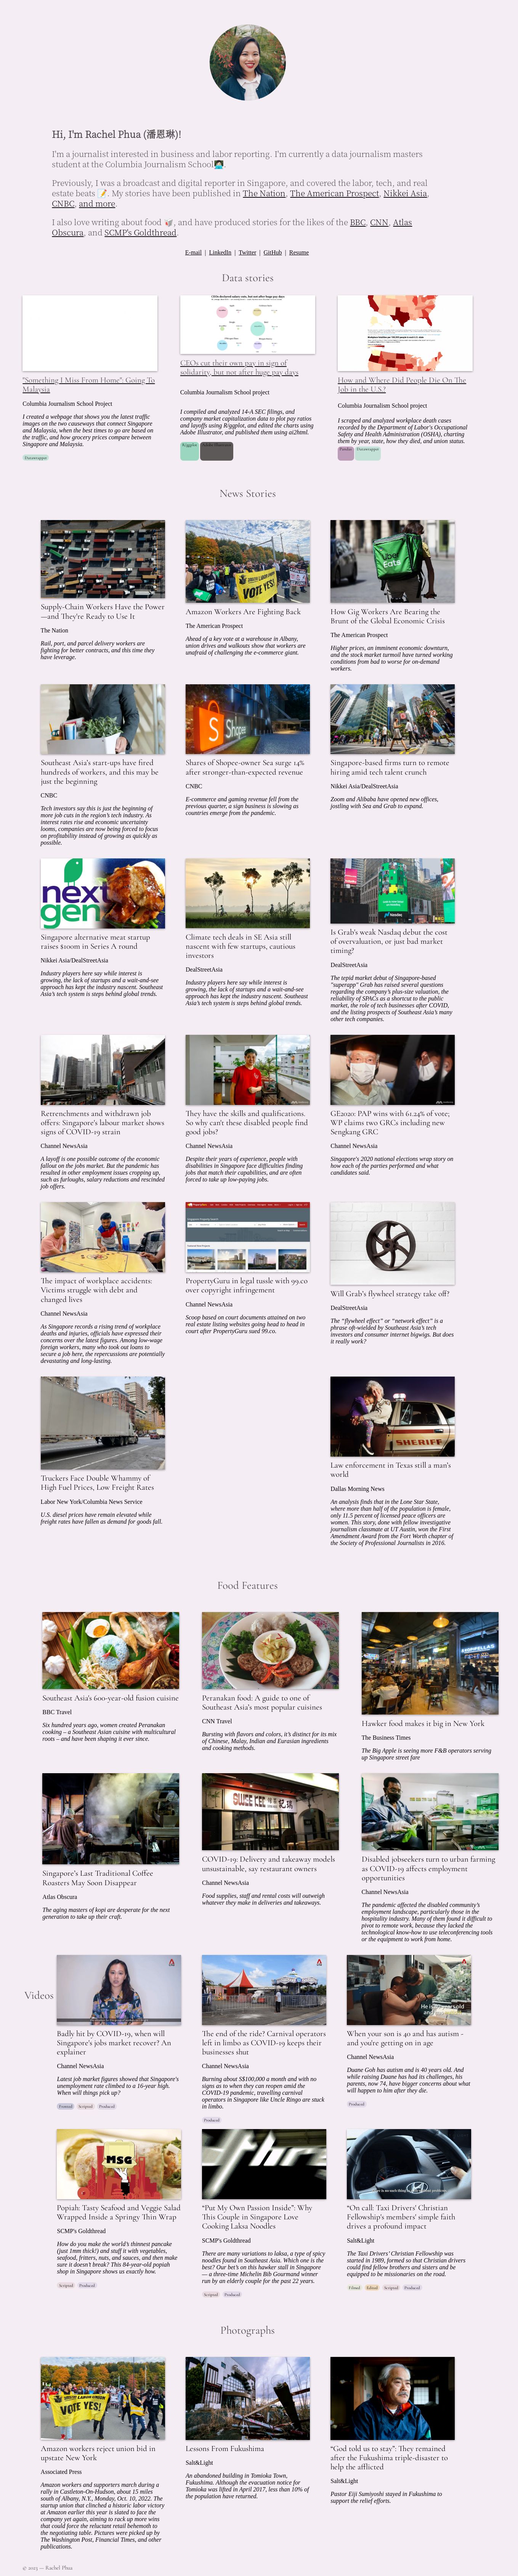 Hi, I'm Rachel Phua (潘恩琳)!
I'm a journalist interested in business and labor reporting. I'm currently a data journalism masters
student at the Columbia Journalism School👩🏻‍💻.
Previously, I was a broadcast and digital reporter in Singapore, and covered the labor, tech, and real
estate beats 📝. My stories have been published in The Nation, The American Prospect, Nikkei Asia,
CNBC, and more.
I also love writing about food 🥡, and have produced stories for the likes of the BBC, CNN, Atlas
Obscura, and SCMP's Goldthread.
E-mail | LinkedIn | Twitter | GitHub | Resume
Data stories
"Something I Miss From Home": Going To
Malaysia
Columbia Journalism School Project
I created a webpage that shows you the latest traffic
images on the two causeways that connect Singapore
and Malaysia, when the best times to go are based on
the traffic, and how grocery prices compare between
Singapore and Malaysia.
Datawrapper
CEOs cut their own pay in sign of
solidarity, but not after huge pay days
Columbia Journalism School project
I compiled and analyzed 14-A SEC filings, and
company market capitalization data to plot pay ratios
and layoffs using R/ggplot, and edited the charts using
Adobe Illustrator, and published them using ai2html.
R/ggplot
Adobe Illustrator
How and Where Did People Die On The
Job in the U.S.?
Columbia Journalism School project
I scraped and analyzed workplace death cases
recorded by the Department of Labor's Occupational
Safety and Health Administration (OSHA), charting
them by year, state, how they died, and union status.
Pandas
Datawrapper
News Stories
Supply-Chain Workers Have the Power
—and They're Ready to Use It
The Nation
Rail, port, and parcel delivery workers are
fighting for better contracts, and this time they
have leverage.
VOTE YES!
Amazon Workers Are Fighting Back
The American Prospect
Ahead of a key vote at a warehouse in Albany,
union drives and walkouts show that workers are
unafraid of challenging the e-commerce giant.
Uber
Eats
How Gig Workers Are Bearing the
Brunt of the Global Economic Crisis
The American Prospect
Higher prices, an imminent economic downturn,
and the stock market turmoil have turned working
conditions from bad to worse for on-demand
workers.
Southeast Asia's start-ups have fired
hundreds of workers, and this may be
just the beginning
CNBC
Tech investors say this is just the beginning of
more job cuts in the region's tech industry. As
interest rates rise and economic uncertainty
looms, companies are now being forced to focus
on profitability instead of growing as quickly as
possible.
Shopee
Shares of Shopee-owner Sea surge 14%
after stronger-than-expected revenue
CNBC
E-commerce and gaming revenue fell from the
previous quarter, a sign business is slowing as
countries emerge from the pandemic.
Singapore-based firms turn to remote
hiring amid tech talent crunch
Nikkei Asia/DealStreetAsia
Zoom and Alibaba have opened new offices,
jostling with Sea and Grab to expand.
next
gen
Singapore alternative meat startup
raises $100m in Series A round
Nikkei Asia/DealStreetAsia
Industry players here say while interest is
growing, the lack of startups and a wait-and-see
approach has kept the industry nascent. Southeast
Asia's tech system is steps behind global trends.
Climate tech deals in SE Asia still
nascent with few startups, cautious
investors
DealStreetAsia
Industry players here say while interest is
growing, the lack of startups and a wait-and-see
approach has kept the industry nascent. Southeast
Asia's tech system is steps behind global trends.
Nasdaq
Is Grab's weak Nasdaq debut the cost
of overvaluation, or just bad market
timing?
DealStreetAsia
The tepid market debut of Singapore-based
"superapp" Grab has raised several questions
regarding the company's plus-size valuation, the
reliability of SPACs as a shortcut to the public
market, the role of tech businesses after COVID,
and the listing prospects of Southeast Asia's many
other tech companies.
Retrenchments and withdrawn job
offers: Singapore's labour market shows
signs of COVID-19 strain
Channel NewsAsia
A layoff is one possible outcome of the economic
fallout on the jobs market. But the pandemic has
resulted in other employment issues cropping up,
such as furloughs, salary reductions and rescinded
job offers.
They have the skills and qualifications.
So why can't these disabled people find
good jobs?
Channel NewsAsia
Despite their years of experience, people with
disabilities in Singapore face difficulties finding
jobs that match their capabilities, and are often
forced to take up low-paying jobs.
GE2020: PAP wins with 61.24% of vote;
WP claims two GRCs including new
Sengkang GRC
Channel NewsAsia
Singapore's 2020 national elections wrap story on
how each of the parties performed and what
candidates said.
The impact of workplace accidents:
Victims struggle with debt and
changed lives
Channel NewsAsia
As Singapore records a rising trend of workplace
deaths and injuries, officials have expressed their
concerns over the latest figures. Among low-wage
foreign workers, many who took out loans to
secure a job here, the repercussions are potentially
devastating and long-lasting.
PropertyGuru in legal tussle with 99.co
over copyright infringement
Channel NewsAsia
Scoop based on court documents attained on two
real estate listing websites going head to head in
court after PropertyGuru sued 99.co.
Will Grab's flywheel strategy take off?
DealStreetAsia
The "flywheel effect" or "network effect" is a
phrase oft-wielded by Southeast Asia's tech
investors and consumer internet bigwigs. But does
it really work?
Truckers Face Double Whammy of
High Fuel Prices, Low Freight Rates
Labor New York/Columbia News Service
U.S. diesel prices have remain elevated while
freight rates have fallen as demand for goods fall.
SHERIFF
Law enforcement in Texas still a man's
world
Dallas Morning News
An analysis finds that in the Lone Star State,
where more than half of the population is female,
only 11.5 percent of licensed peace officers are
women. This story, done with fellow investigative
journalism classmate at UT Austin, won the First
Amendment Award from the Fort Worth chapter of
the Society of Professional Journalists in 2016.
Food Features
Southeast Asia's 600-year-old fusion cuisine
BBC Travel
Six hundred years ago, women created Peranakan
cooking – a Southeast Asian cuisine with multicultural
roots – and have been shaping it ever since.
Peranakan food: A guide to one of
Southeast Asia's most popular cuisines
CNN Travel
Bursting with flavors and colors, it's distinct for its mix
of Chinese, Malay, Indian and Eurasian ingredients
and cooking methods.
Hawker food makes it big in New York
The Business Times
The Big Apple is seeing more F&B operators serving
up Singapore street fare
Singapore's Last Traditional Coffee
Roasters May Soon Disappear
Atlas Obscura
The aging masters of kopi are desperate for the next
generation to take up their craft.
COVID-19: Delivery and takeaway models
unsustainable, say restaurant owners
Channel NewsAsia
Food supplies, staff and rental costs will outweigh
whatever they make in deliveries and takeaways.
Disabled jobseekers turn to urban farming
as COVID-19 affects employment
opportunities
Channel NewsAsia
The pandemic affected the disabled community's
employment landscape, particularly those in the
hospitality industry. Many of them found it difficult to
pivot to remote work, because they lacked the
technological know-how to use teleconferencing tools
or the equipment to work from home.
Videos
Badly hit by COVID-19, when will
Singapore's jobs market recover? An
explainer
Channel NewsAsia
Latest job market figures showed that Singapore's
unemployment rate climbed to a 16-year high.
When will things pick up?
Fronted
Scripted
Produced
The end of the ride? Carnival operators
left in limbo as COVID-19 keeps their
businesses shut
Channel NewsAsia
Burning about S$100,000 a month and with no
signs as to when they can reopen amid the
COVID-19 pandemic, travelling carnival
operators in Singapore like Uncle Ringo are stuck
in limbo.
Produced
When your son is 40 and has autism -
and you're getting on in age
Channel NewsAsia
Duane Goh has autism and is 40 years old. And
while raising Duane has had its challenges, his
parents, now 74, have bigger concerns about what
will happen to him after they die.
Produced
MSG
Popiah: Tasty Seafood and Veggie Salad
Wrapped Inside a Springy Thin Wrap
SCMP's Goldthread
How do you make the world's thinnest pancake
(just 1mm thick!) and stuff it with vegetables,
seafood, fritters, nuts, and sauces, and then make
sure it doesn't break? This 84-year-old popiah
shop in Singapore shows us exactly how.
Scripted
Produced
"Put My Own Passion Inside": Why
This Couple in Singapore Love
Cooking Laksa Noodles
SCMP's Goldthread
There are many variations to laksa, a type of spicy
noodles found in Southeast Asia. Which one is the
best? Our bet's on this hawker stall in Singapore
— a three-time Michelin Bib Gourmand winner
run by an elderly couple for the past 22 years.
Scripted
Produced
"On call: Taxi Drivers' Christian
Fellowship's members' simple faith
drives a profound impact
Salt&Light
The Taxi Drivers' Christian Fellowship was
started in 1989, formed so that Christian drivers
could find fellow brothers and sisters and be
equipped to be missionaries on the road.
Filmed
Edited
Scripted
Produced
Photographs
VOTE YES!
Amazon workers reject union bid in
upstate New York
Associated Press
Amazon workers and supporters march during a
rally in Castleton-On-Hudson, about 15 miles
south of Albany, N.Y., Monday, Oct. 10, 2022. The
startup union that clinched a historic labor victory
at Amazon earlier this year is slated to face the
company yet again, aiming to rack up more wins
that could force the reluctant retail behemoth to
the negotiating table. Pictures were picked up by
The Washington Post, Financial Times, and other
publications.
Lessons From Fukushima
Salt&Light
An abandoned building in Tomioka Town,
Fukushima. Although the evacuation notice for
Tomioka was lifted in April 2017, less than 10% of
the population have returned.
"God told us to stay": They remained
after the Fukushima triple-disaster to
help the afflicted
Salt&Light
Pastor Eiji Sumiyoshi stayed in Fukushima to
support the relief efforts.
© 2023 — Rachel Phua